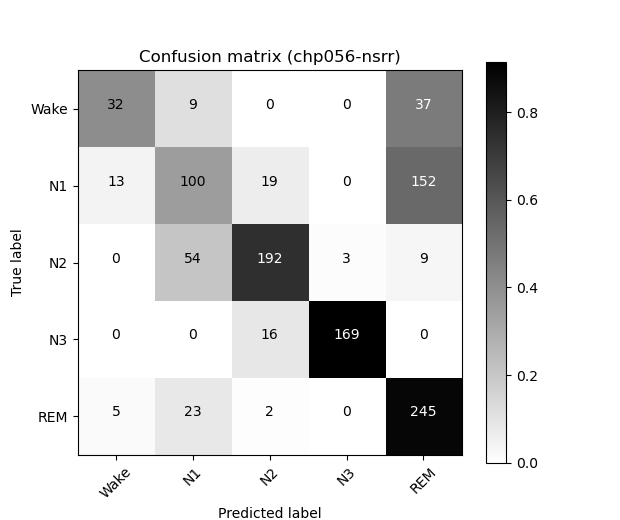 Confusion matrix (chp056-nsrr)
Wake 32 9 0 0 37
N1 13 100 19 0 152
N2 0 54 192 3 9
N3 0 0 16 169 0
REM 5 23 2 0 245
Wake N1 N2 N3 REM
Predicted label
True label
0.8
0.6
0.4
0.2
0.0